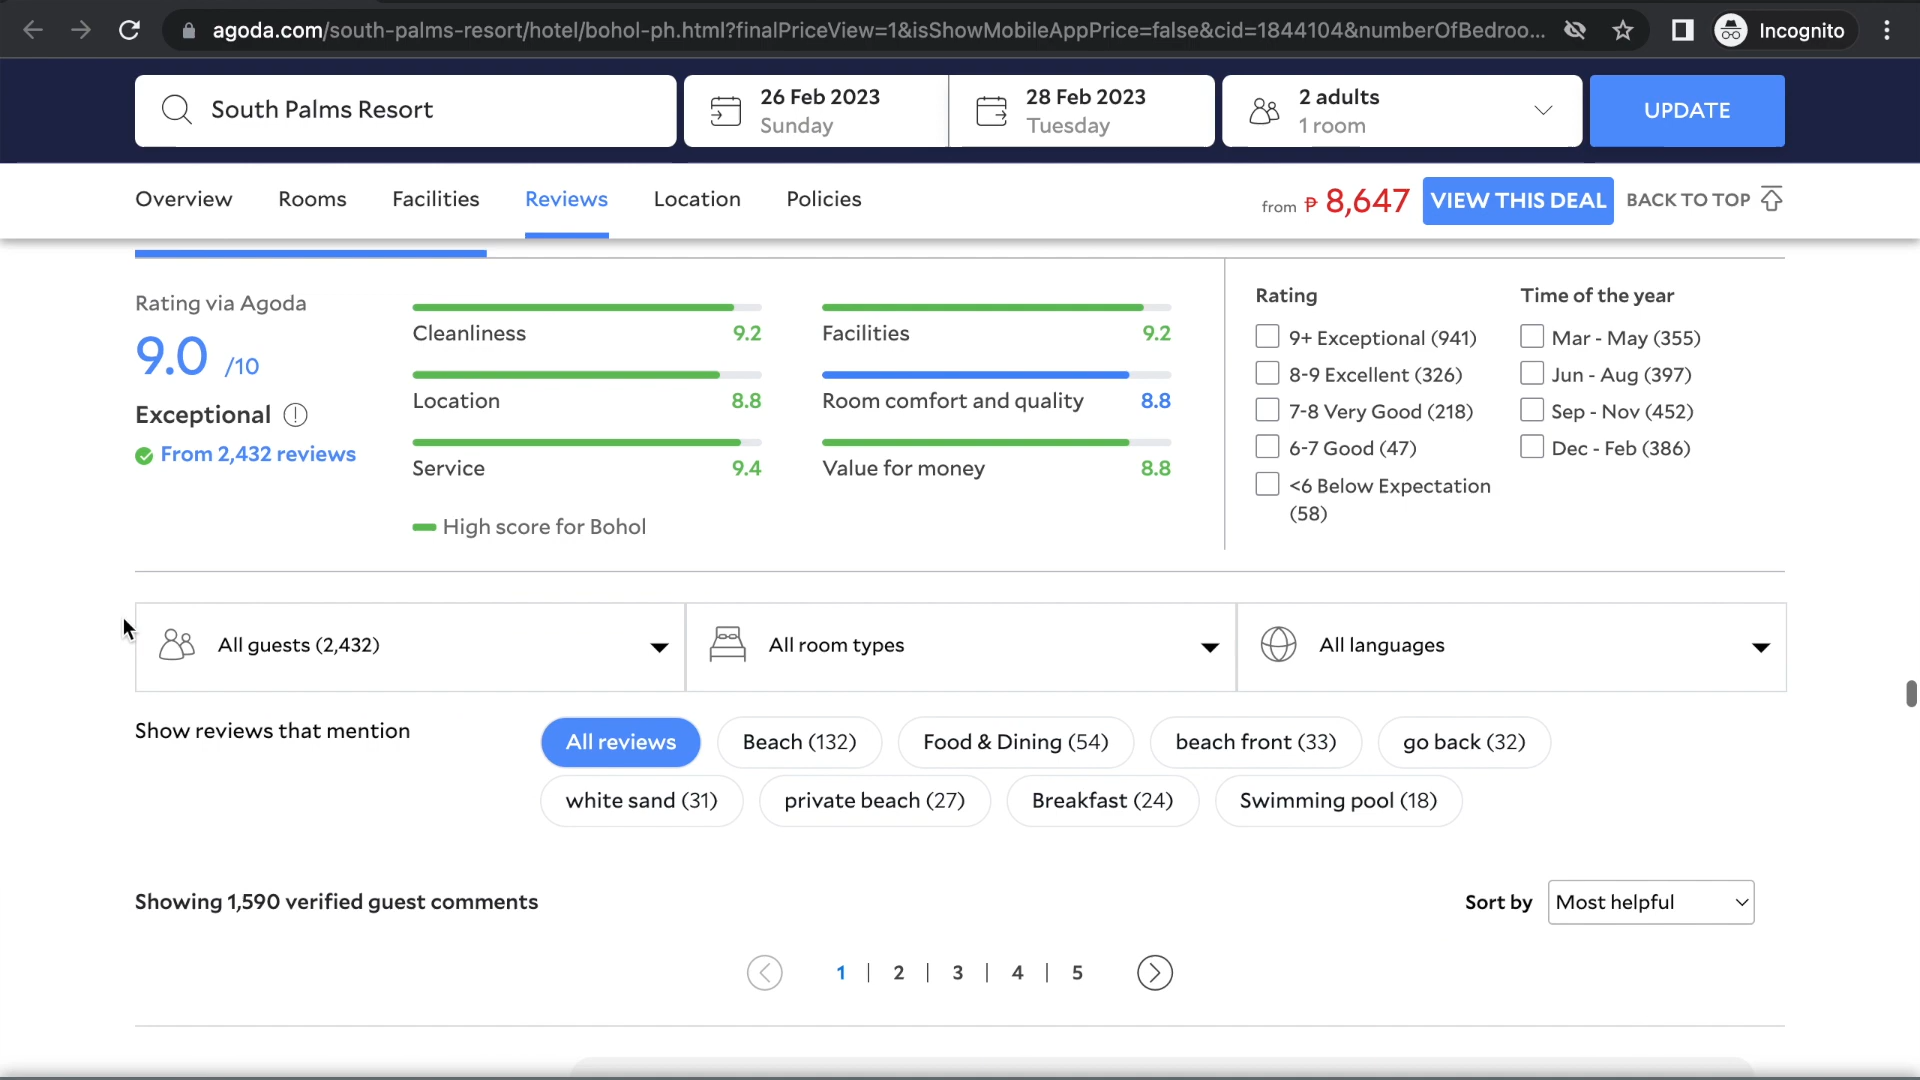 agoda.com/south-palms-resort/hotel/bohol-ph.html?finalPriceView=1&isShowMobileAppPrice=false&cid=1844104&numberOfBedroo...
Incognito
South Palms Resort
26 Feb 2023
Sunday
28 Feb 2023
Tuesday
2 adults
1 room
UPDATE
Overview
Rooms
Facilities
Reviews
Location
Policies
from ₱ 8,647
VIEW THIS DEAL
BACK TO TOP
Rating via Agoda
9.0 /10
Exceptional
From 2,432 reviews
Cleanliness 9.2
Location 8.8
Service 9.4
High score for Bohol
Facilities 9.2
Room comfort and quality 8.8
Value for money 8.8
Rating
9+ Exceptional (941)
8-9 Excellent (326)
7-8 Very Good (218)
6-7 Good (47)
<6 Below Expectation
(58)
Time of the year
Mar - May (355)
Jun - Aug (397)
Sep - Nov (452)
Dec - Feb (386)
All guests (2,432)
All room types
All languages
Show reviews that mention
All reviews
Beach (132)
Food & Dining (54)
beach front (33)
go back (32)
white sand (31)
private beach (27)
Breakfast (24)
Swimming pool (18)
Showing 1,590 verified guest comments
Sort by
Most helpful
1 | 2 | 3 | 4 | 5